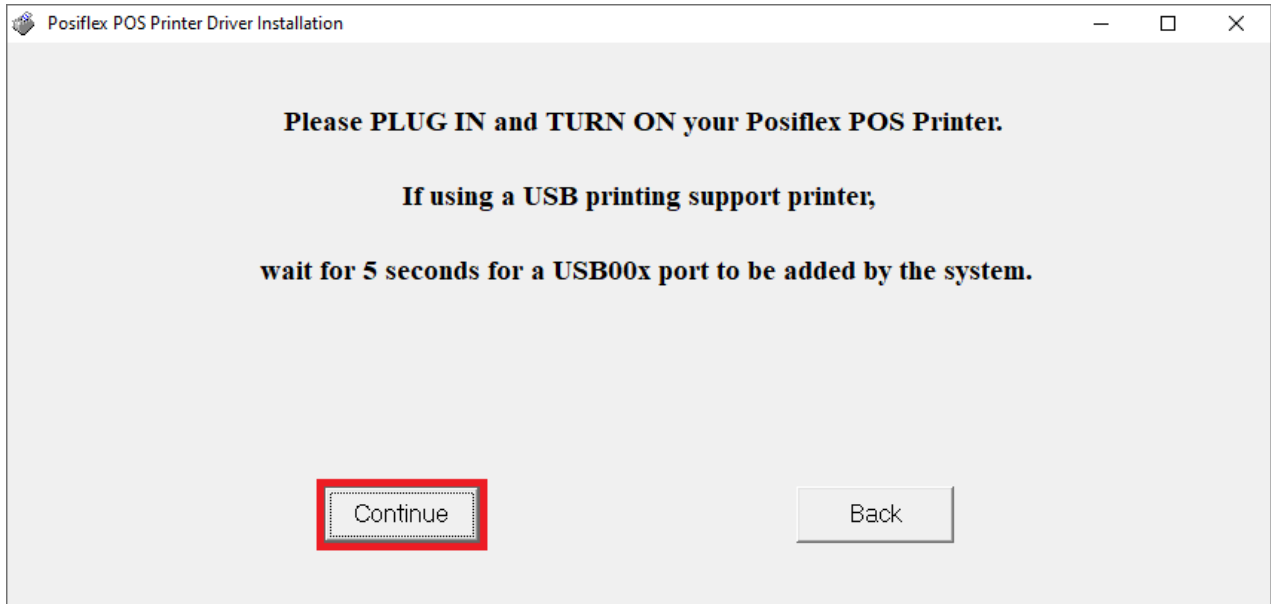 Posiflex POS Printer Driver Installation
Please PLUG IN and TURN ON your Posiflex POS Printer.
If using a USB printing support printer,
wait for 5 seconds for a USB00x port to be added by the system.
Continue
Back